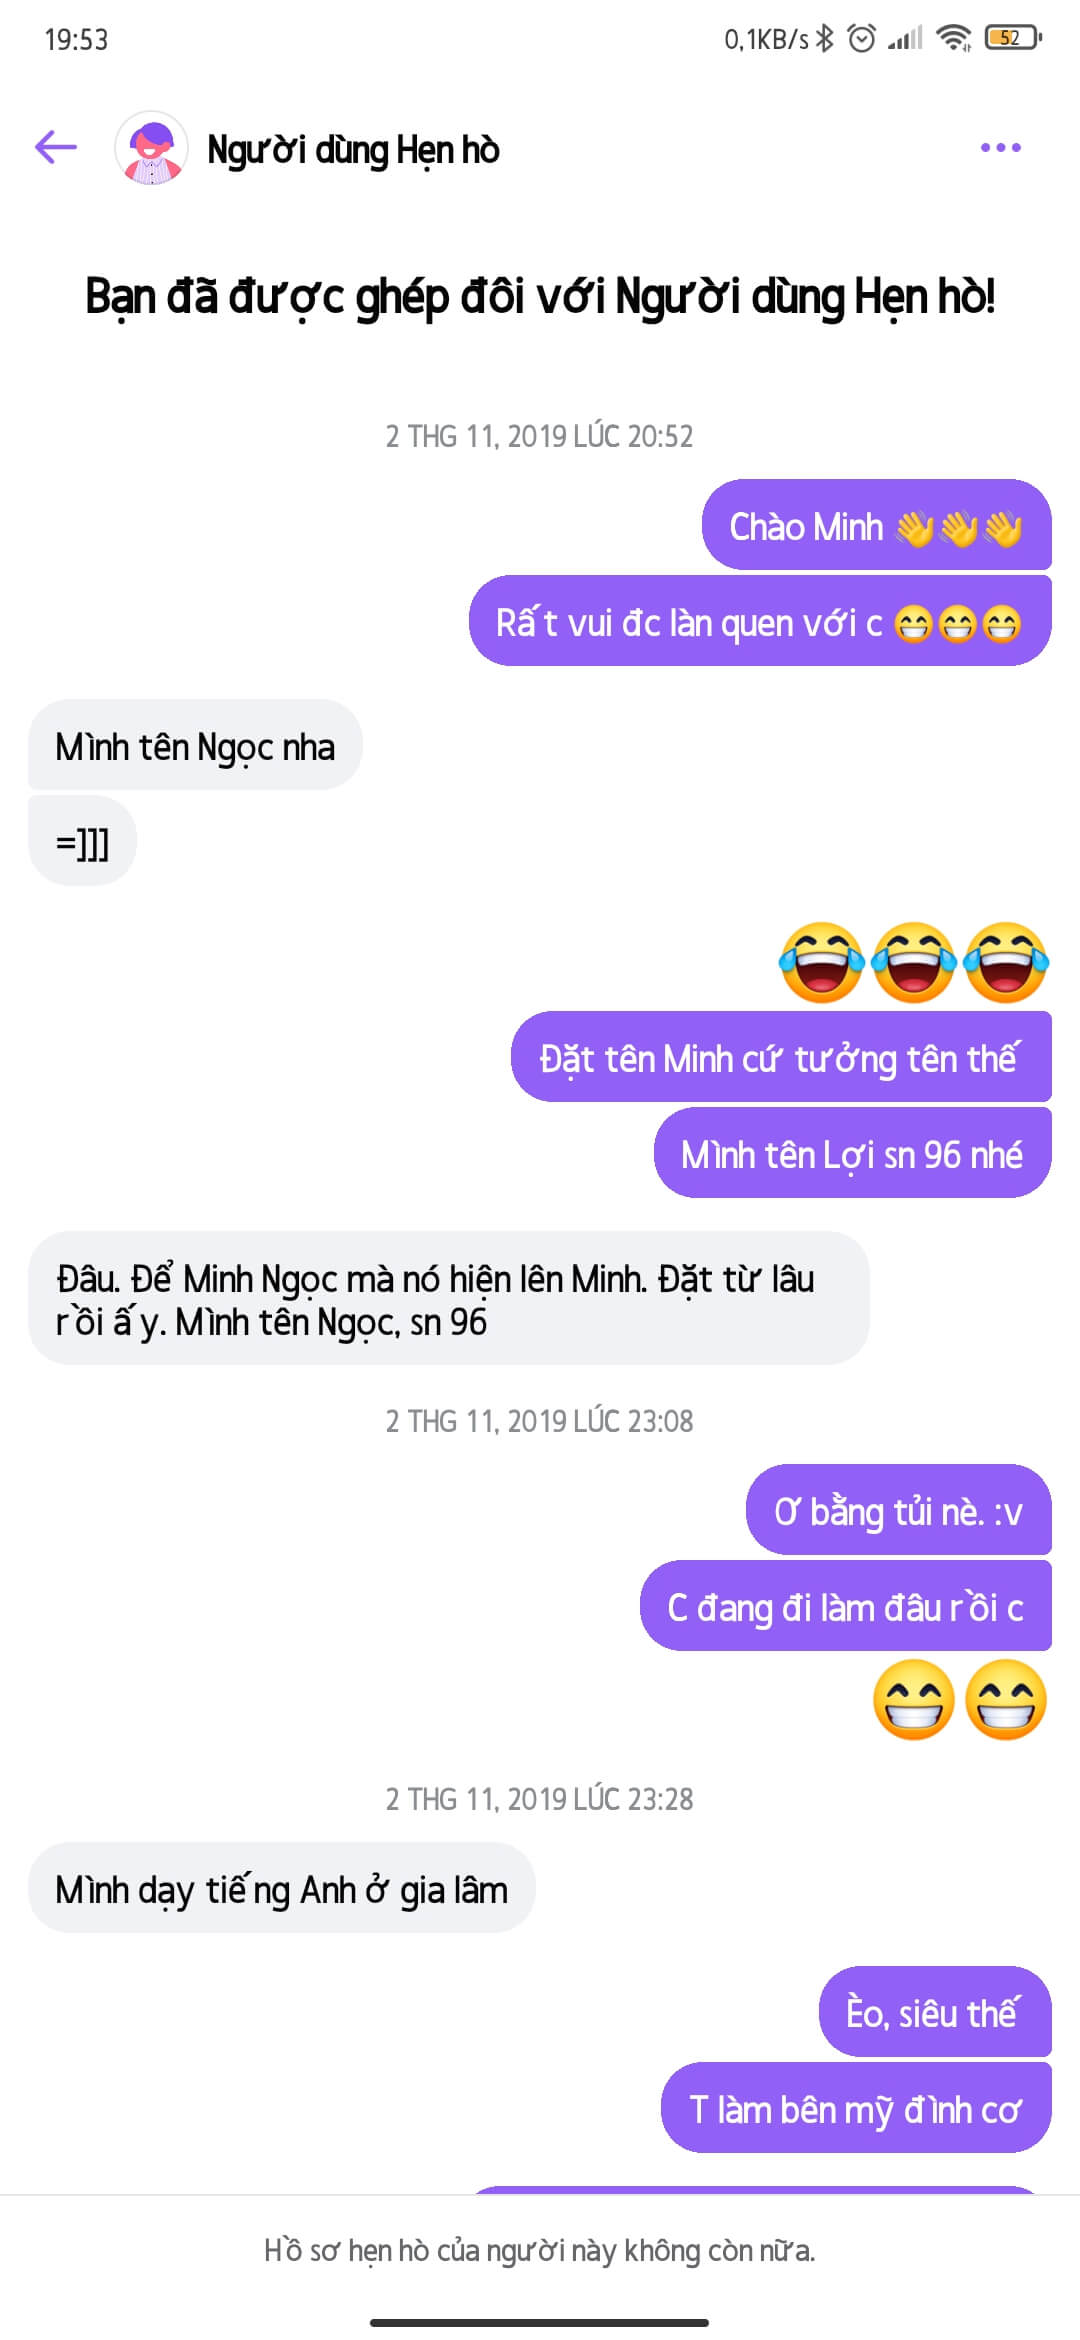 19:53
0,1KB/s
52
Người dùng Hẹn hò
Bạn đã được ghép đôi với Người dùng Hẹn hò!
2 THG 11, 2019 LÚC 20:52
Chào Minh 👋👋👋
Rất vui đc làn quen với c 😁😁😁
Mình tên Ngọc nha
=]]]
😂😂😂
Đặt tên Minh cứ tưởng tên thế
Mình tên Lợi sn 96 nhé
Đâu. Để Minh Ngọc mà nó hiện lên Minh. Đặt từ lâu
rồi ấy. Mình tên Ngọc, sn 96
2 THG 11, 2019 LÚC 23:08
Ơ bằng tủi nè. :v
C đang đi làm đâu rồi c
😁😁
2 THG 11, 2019 LÚC 23:28
Mình dạy tiếng Anh ở gia lâm
Èo, siêu thế
T làm bên mỹ đình cơ
Hồ sơ hẹn hò của người này không còn nữa.